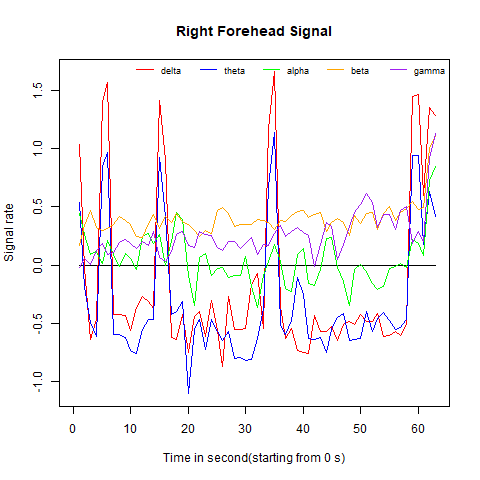 Right Forehead Signal
delta theta alpha beta gamma
Signal rate
1.5
1.0
0.5
0.0
-0.5
-1.0
0 10 20 30 40 50 60
Time in second(starting from 0 s)